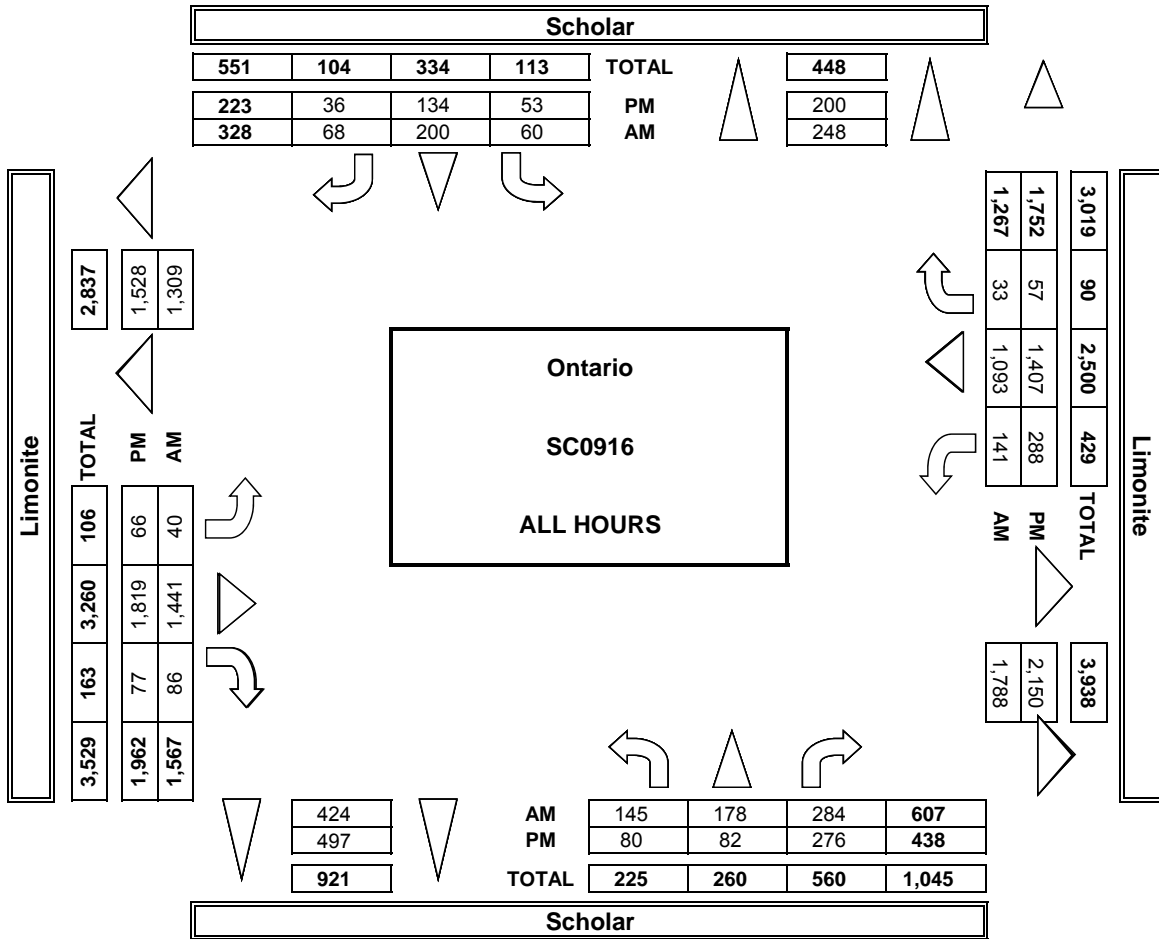 Scholar
551 104 334 113 TOTAL 448
223 36 134 53 PM 200
328 68 200 60 AM 248
Limonite
2,837
1,528
1,309
TOTAL
PM
AM
106 3,260 163 3,529
66 1,819 77 1,962
40 1,441 86 1,567
Ontario
SC0916
ALL HOURS
3,019 90 2,500 429 TOTAL
1,752 57 1,407 288 PM
1,267 33 1,093 141 AM
3,938
2,150
1,788
Limonite
424 AM 145 178 284 607
497 PM 80 82 276 438
921 TOTAL 225 260 560 1,045
Scholar